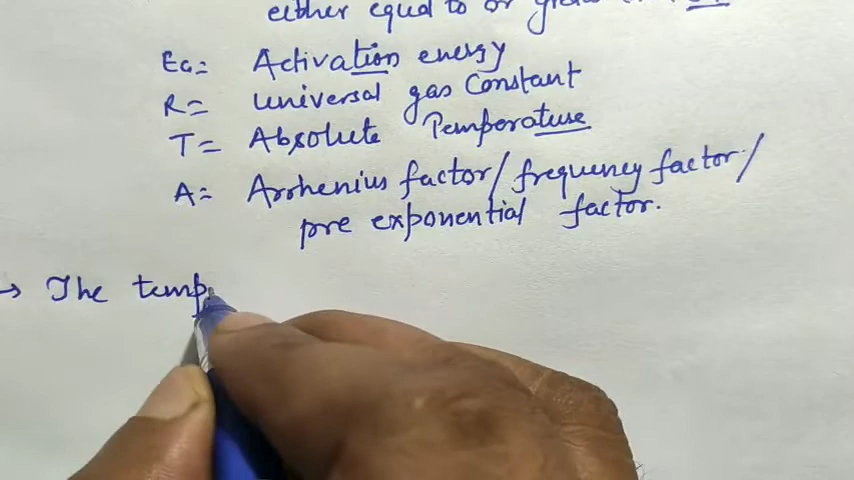 either equal to or
Ea= Activation energy
R= Universal gas Constant
T= Absolute Temperature
A= Arrhenius factor/frequency factor/
pre exponential factor.
→ The temp